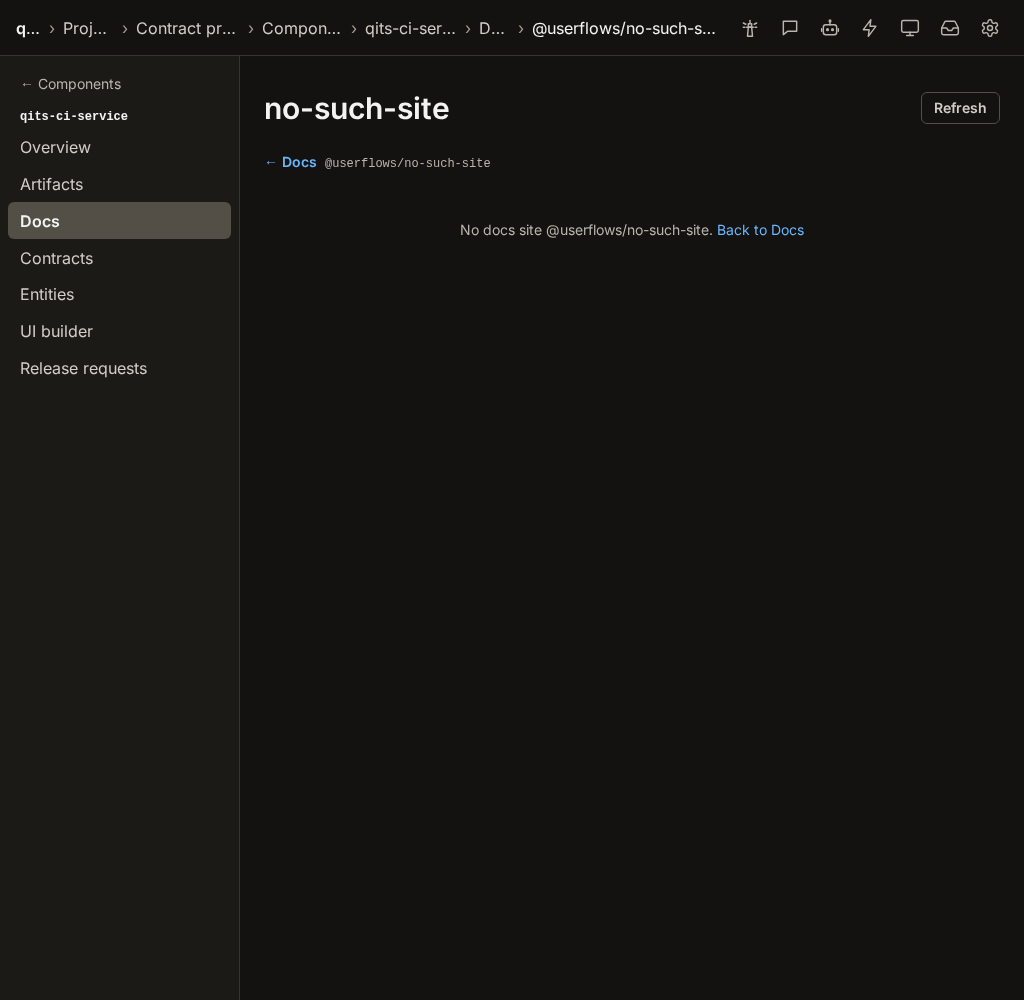 q... › Proj... › Contract pr... › Compon... › qits-ci-ser... › D... › @userflows/no-such-s...
← Components
qits-ci-service
Overview
Artifacts
Docs
Contracts
Entities
UI builder
Release requests
no-such-site
Refresh
← Docs @userflows/no-such-site
No docs site @userflows/no-such-site. Back to Docs